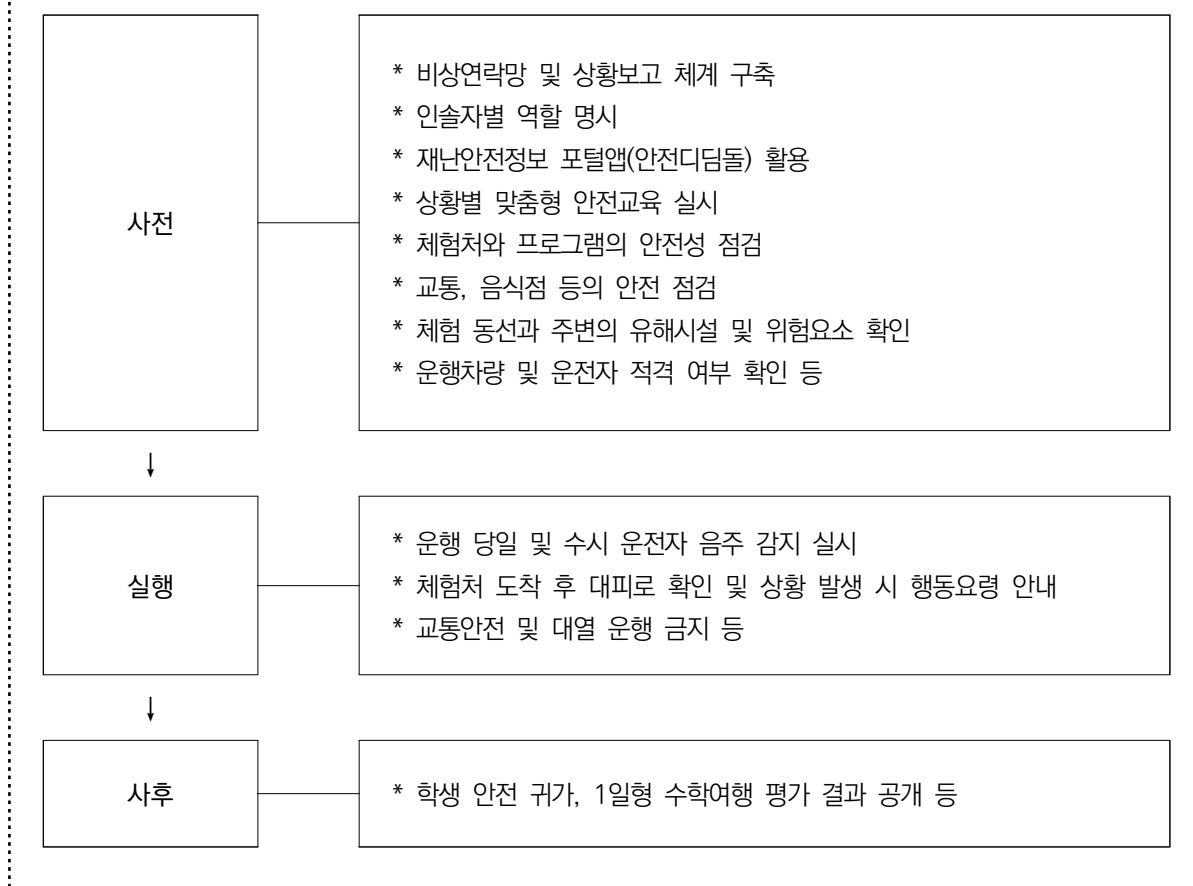 사전
* 비상연락망 및 상황보고 체계 구축
* 인솔자별 역할 명시
* 재난안전정보 포털앱(안전디딤돌) 활용
* 상황별 맞춤형 안전교육 실시
* 체험처와 프로그램의 안전성 점검
* 교통, 음식점 등의 안전 점검
* 체험 동선과 주변의 유해시설 및 위험요소 확인
* 운행차량 및 운전자 적격 여부 확인 등
↓
실행
* 운행 당일 및 수시 운전자 음주 감지 실시
* 체험처 도착 후 대피로 확인 및 상황 발생 시 행동요령 안내
* 교통안전 및 대열 운행 금지 등
↓
사후
* 학생 안전 귀가, 1일형 수학여행 평가 결과 공개 등